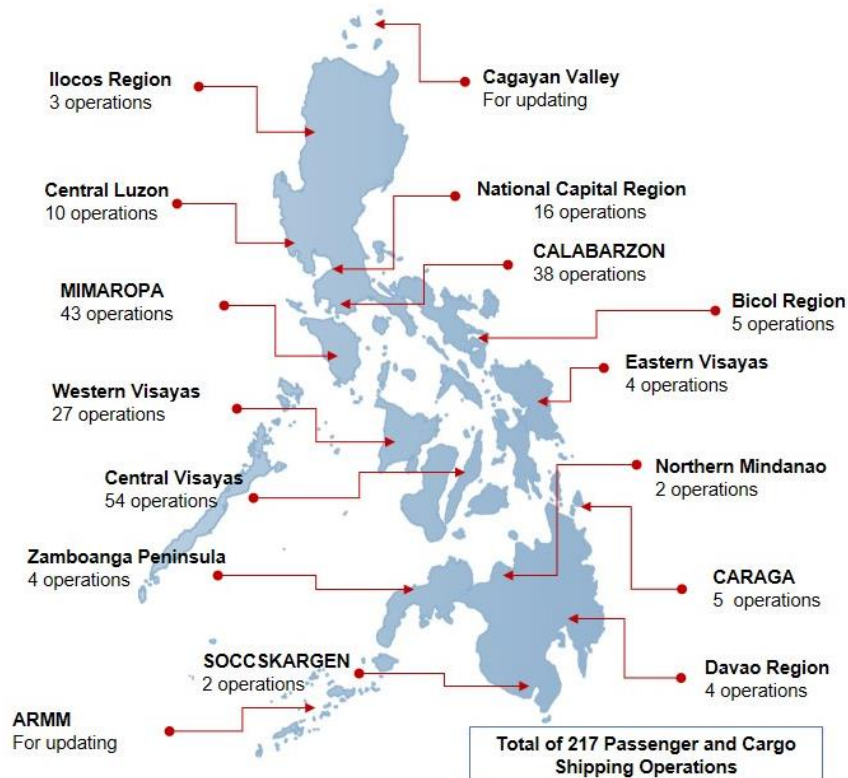 Ilocos Region
3 operations
Cagayan Valley
For updating
Central Luzon
10 operations
National Capital Region
16 operations
CALABARZON
38 operations
MIMAROPA
43 operations
Bicol Region
5 operations
Eastern Visayas
4 operations
Western Visayas
27 operations
Central Visayas
54 operations
Northern Mindanao
2 operations
Zamboanga Peninsula
4 operations
CARAGA
5 operations
SOCCSKARGEN
2 operations
Davao Region
4 operations
ARMM
For updating
Total of 217 Passenger and Cargo
Shipping Operations